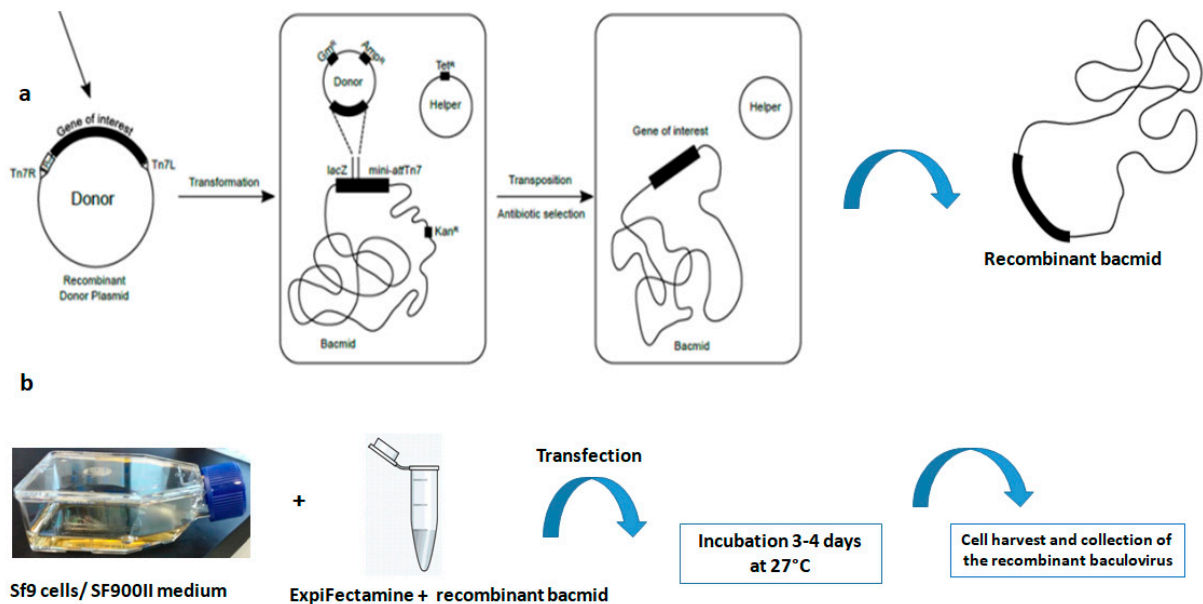 a
Gene of interest
Tn7R
Tn7L
Donor
Recombinant
Donor Plasmid
Transformation
Gmᴿ
Ampᴿ
Donor
Tetᴿ
Helper
lacZ
mini-attTn7
Kanᴿ
Bacmid
Transposition
Antibiotic selection
Helper
Gene of interest
Bacmid
Recombinant bacmid
b
+
Transfection
Incubation 3-4 days
at 27°C
Cell harvest and collection of
the recombinant baculovirus
Sf9 cells/ SF900II medium
ExpiFectamine + recombinant bacmid